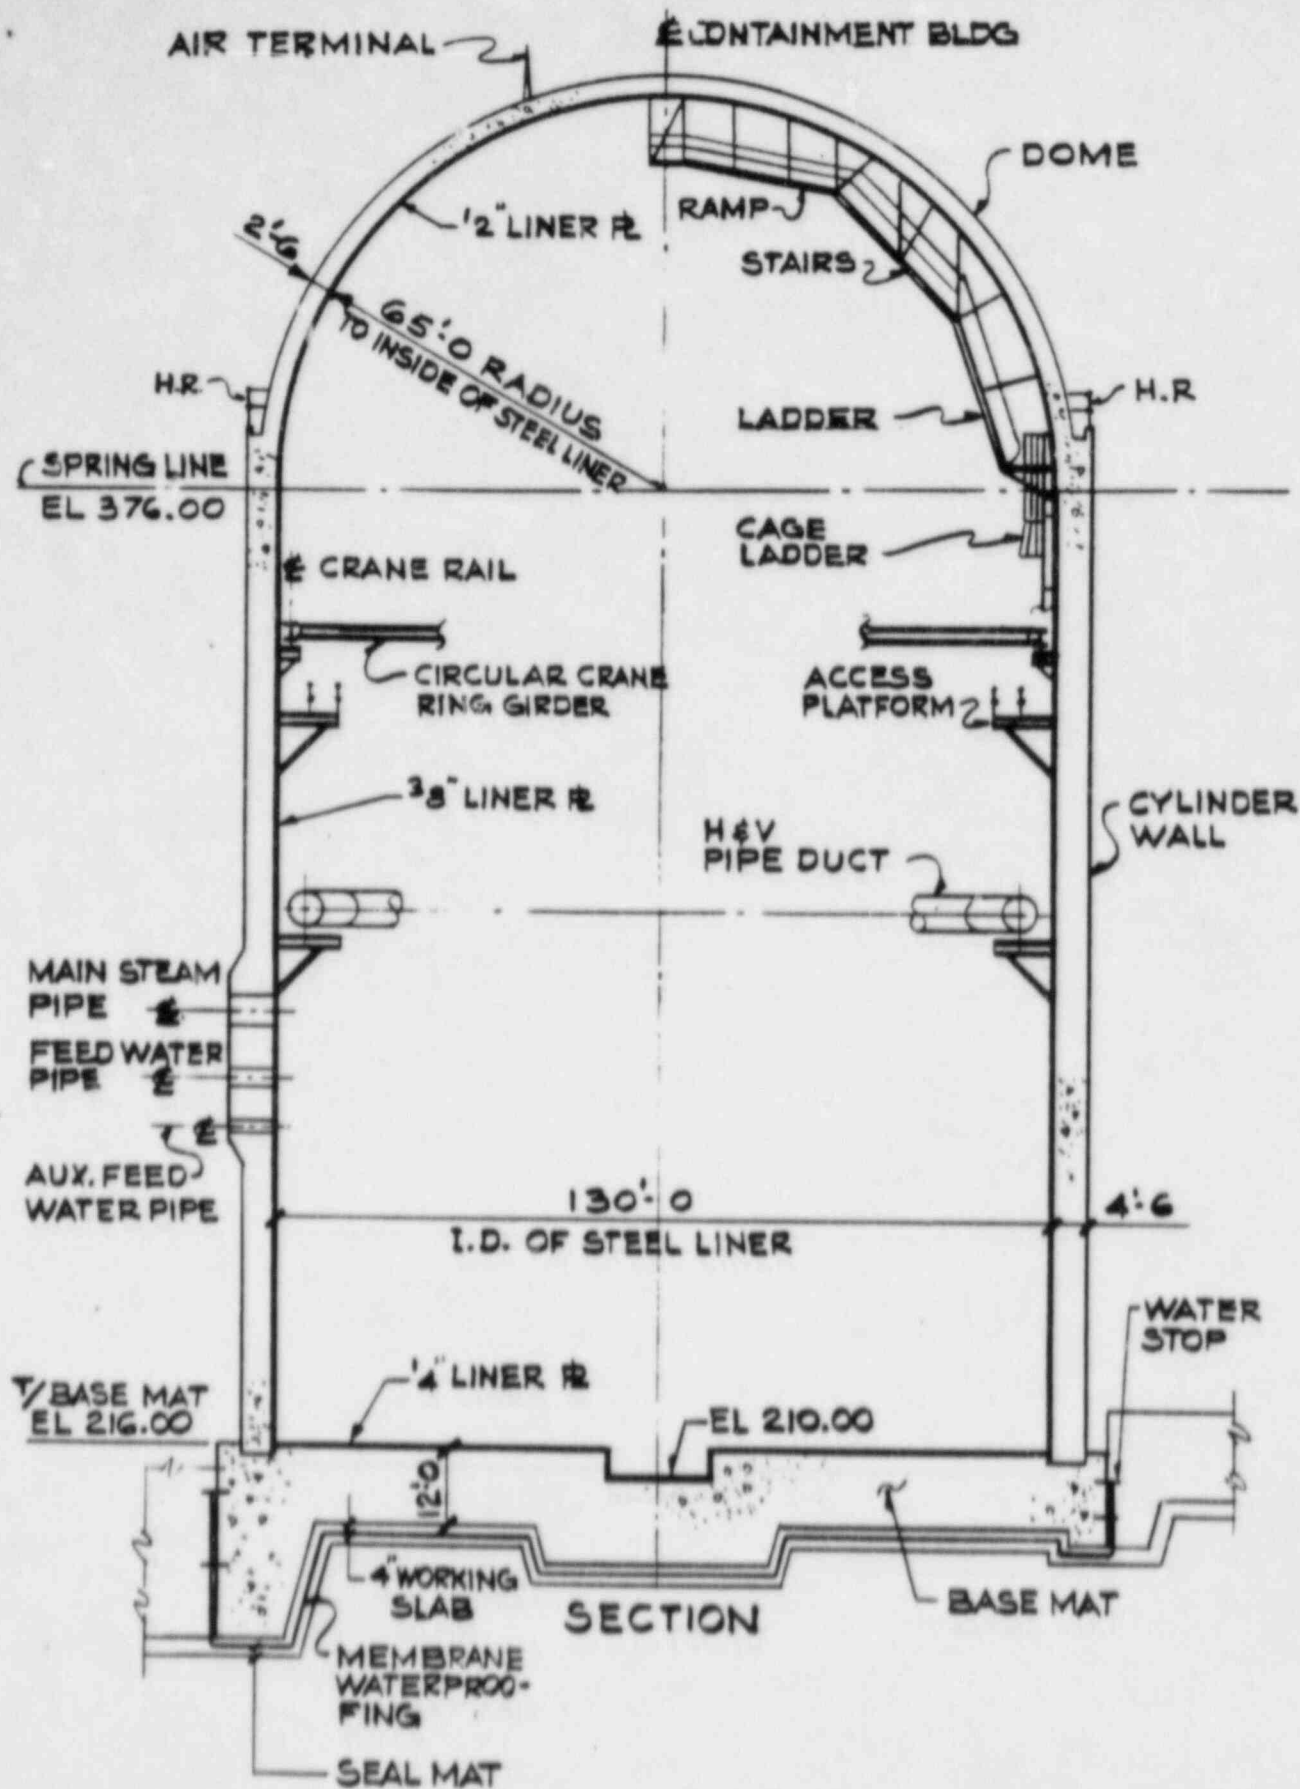 AIR TERMINAL
℄ CONTAINMENT BLDG
DOME
RAMP
1/2" LINER PL
STAIRS
2'-6
65'-0 RADIUS
TO INSIDE OF STEEL LINER
H.R.
H.R
LADDER
SPRING LINE
EL 376.00
CAGE
LADDER
℄ CRANE RAIL
CIRCULAR CRANE
RING GIRDER
ACCESS
PLATFORM
3/8" LINER PL
CYLINDER
WALL
H & V
PIPE DUCT
MAIN STEAM
PIPE ℄
FEED WATER
PIPE ℄
℄
AUX. FEED
WATER PIPE
130'-0
4'-6
I.D. OF STEEL LINER
WATER
STOP
1/4" LINER PL
T/BASE MAT
EL 216.00
EL 210.00
12'0
4" WORKING
SLAB
SECTION
BASE MAT
MEMBRANE
WATERPROO-
FING
SEAL MAT